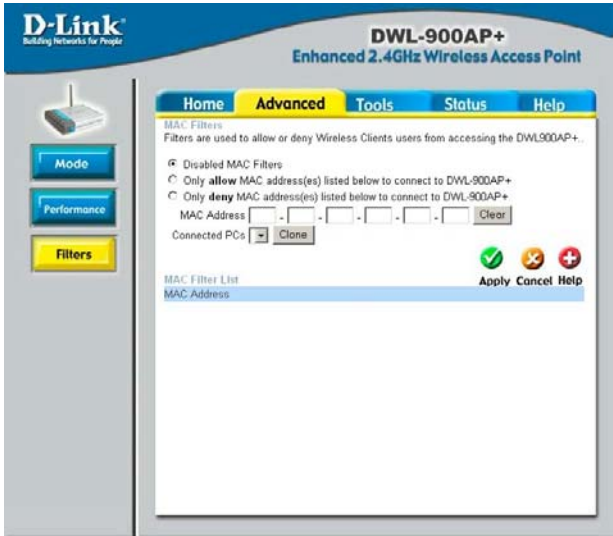 D-Link
Building Networks for People
DWL-900AP+
Enhanced 2.4GHz Wireless Access Point
Home Advanced Tools Status Help
Mode
Performance
Filters
MAC Filters
Filters are used to allow or deny Wireless Clients users from accessing the DWL900AP+..
Disabled MAC Filters
Only allow MAC address(es) listed below to connect to DWL-900AP+
Only deny MAC address(es) listed below to connect to DWL-900AP+
MAC Address - - - - - Clear
Connected PCs Clone
Apply Cancel Help
MAC Filter List
MAC Address